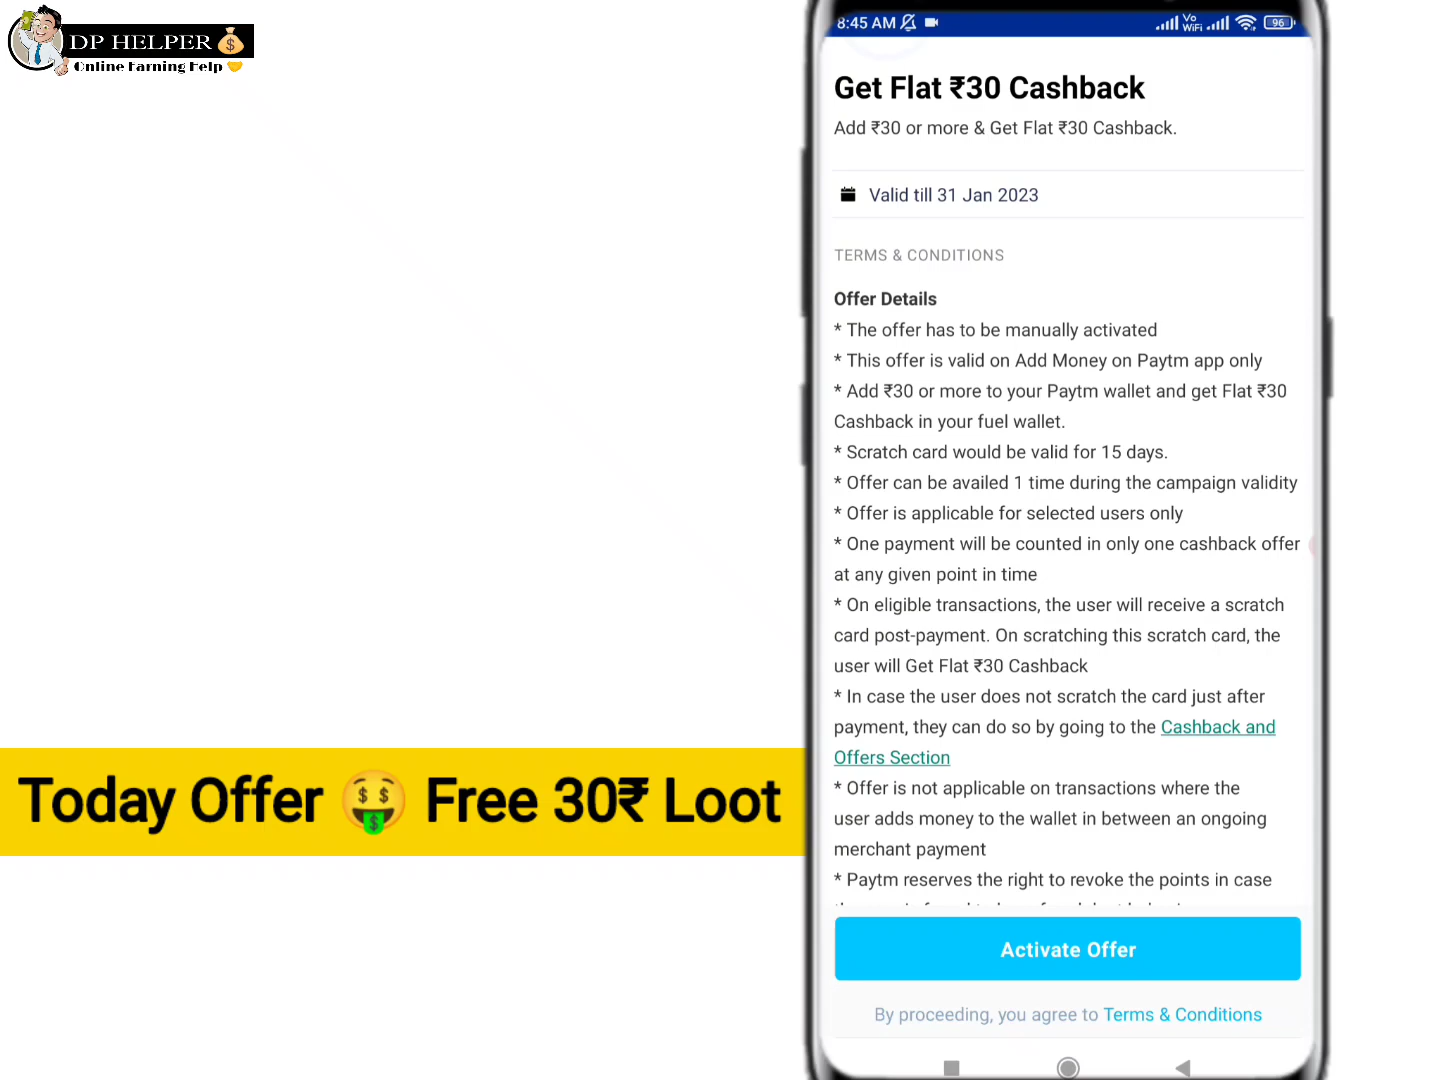 DP HELPER
Online Earning Help
8:45 AM
Vo
WiFi
96
Get Flat ₹30 Cashback
Add ₹30 or more & Get Flat ₹30 Cashback.
Valid till 31 Jan 2023
TERMS & CONDITIONS
Offer Details
* The offer has to be manually activated
* This offer is valid on Add Money on Paytm app only
* Add ₹30 or more to your Paytm wallet and get Flat ₹30
Cashback in your fuel wallet.
* Scratch card would be valid for 15 days.
* Offer can be availed 1 time during the campaign validity
* Offer is applicable for selected users only
* One payment will be counted in only one cashback offer
at any given point in time
* On eligible transactions, the user will receive a scratch
card post-payment. On scratching this scratch card, the
user will Get Flat ₹30 Cashback
* In case the user does not scratch the card just after
payment, they can do so by going to the Cashback and
Offers Section
* Offer is not applicable on transactions where the
user adds money to the wallet in between an ongoing
merchant payment
* Paytm reserves the right to revoke the points in case
Activate Offer
By proceeding, you agree to Terms & Conditions
Today Offer 🤑 Free 30₹ Loot